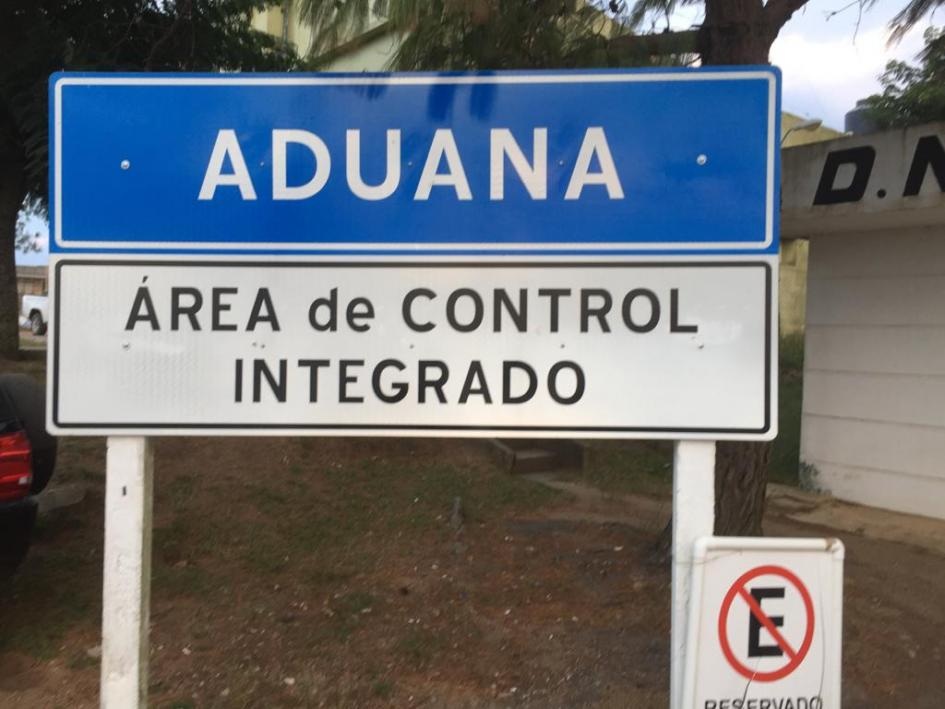 ADUANA
ÁREA de CONTROL
INTEGRADO
D.N
E
RESERVADO